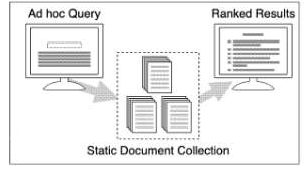 Ad hoc Query
Ranked Results
Static Document Collection